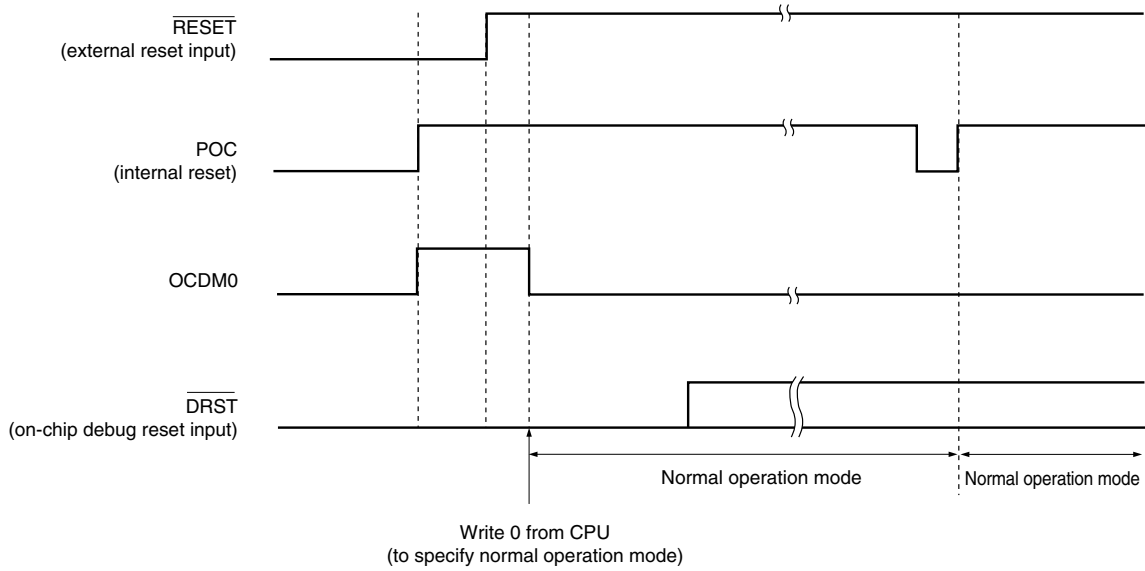 RESET
(external reset input)
POC
(internal reset)
OCDM0
DRST
(on-chip debug reset input)
Normal operation mode
Normal operation mode
Write 0 from CPU
(to specify normal operation mode)